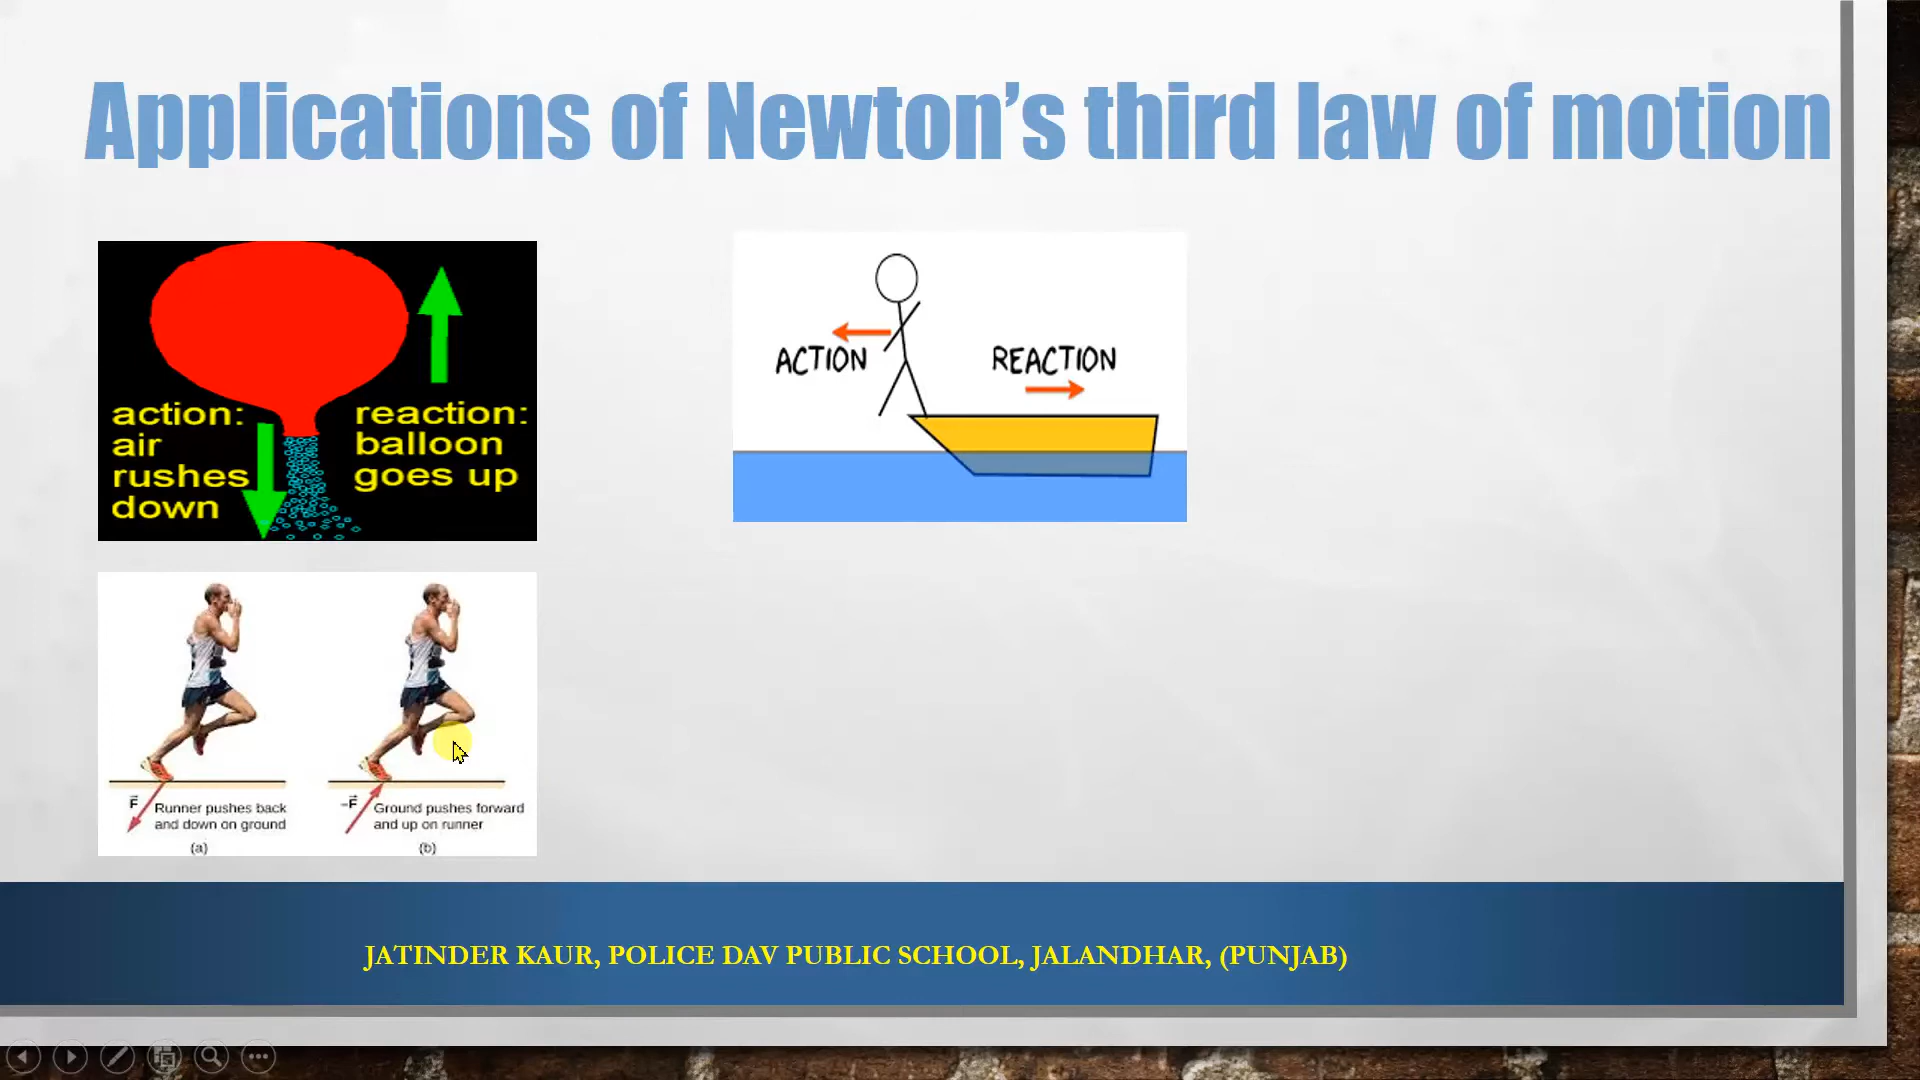 Applications of Newton’s third law of motion
action:
air
rushes
down
reaction:
balloon
goes up
ACTION
REACTION
F
Runner pushes back
and down on ground
(a)
–F
Ground pushes forward
and up on runner
(b)
JATINDER KAUR, POLICE DAV PUBLIC SCHOOL, JALANDHAR, (PUNJAB)